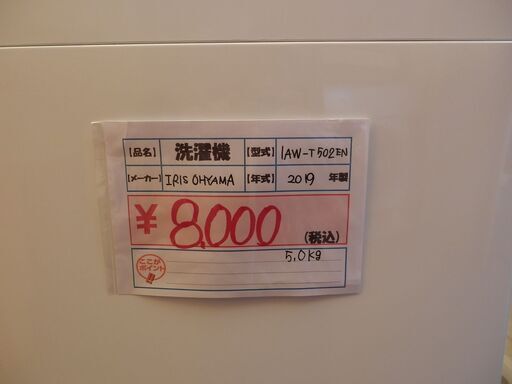 【品名】 洗濯機 【型式】 IAW-T502EN
【メーカー】 IRIS OHYAMA 【年式】 2019 年製
¥8,000 (税込)
5.0kg
ここが
ポイント